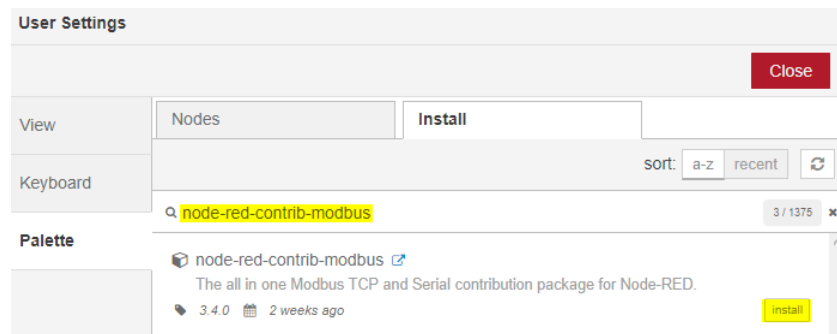 User Settings
Close
View
Nodes
Install
sort: a-z recent
Keyboard
node-red-contrib-modbus
3 / 1375
Palette
node-red-contrib-modbus
The all in one Modbus TCP and Serial contribution package for Node-RED.
3.4.0 2 weeks ago
install